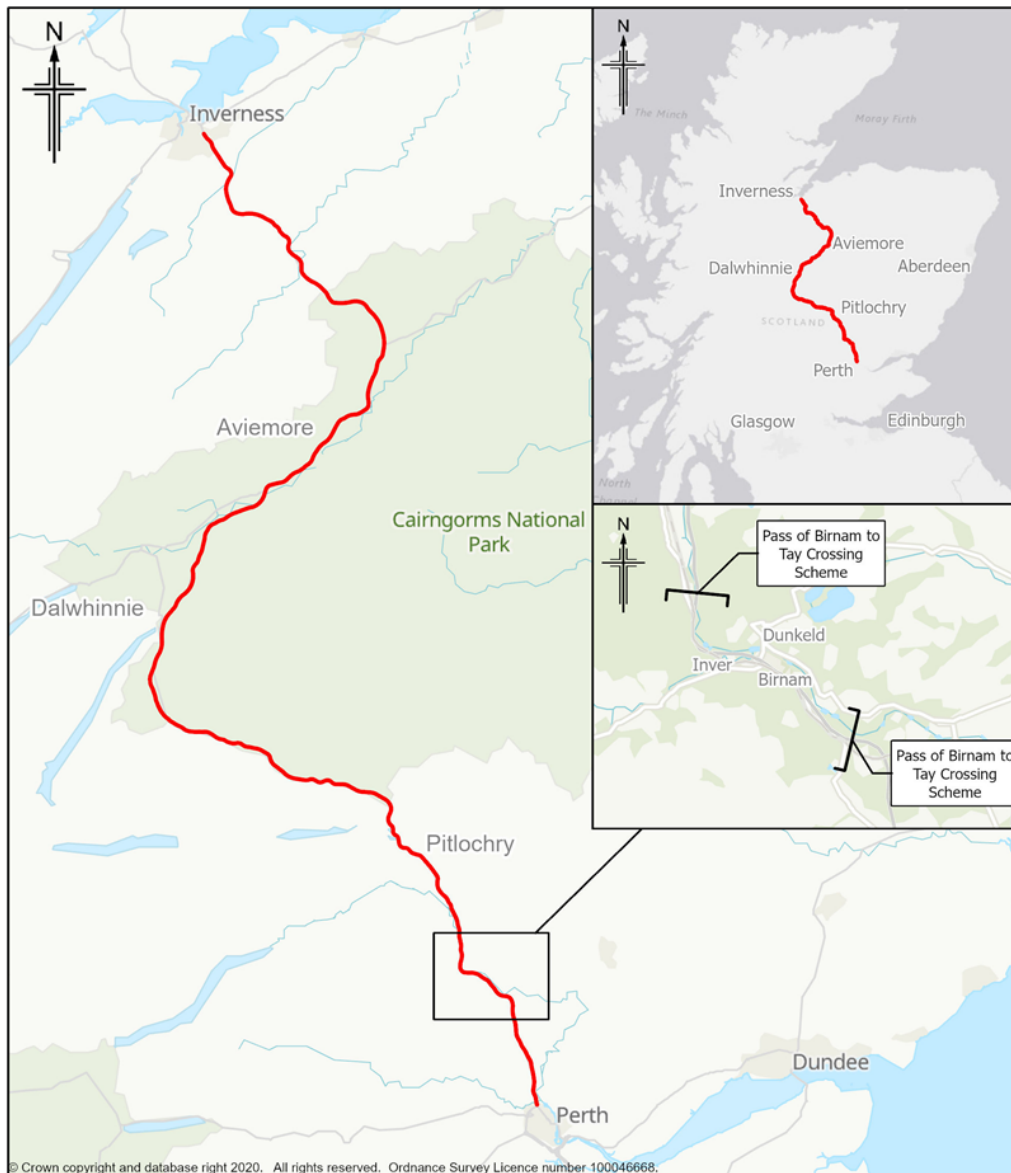 N
Inverness
Aviemore
Cairngorms National
Park
Dalwhinnie
Pitlochry
Dundee
Perth
© Crown copyright and database right 2020. All rights reserved. Ordnance Survey Licence number 100046668.
N
The Minch
Moray Firth
Inverness
Aviemore
Dalwhinnie
Aberdeen
Pitlochry
SCOTLAND
Perth
Glasgow
Edinburgh
North
Channel
N
Pass of Birnam to
Tay Crossing
Scheme
Dunkeld
Inver
Birnam
Pass of Birnam to
Tay Crossing
Scheme